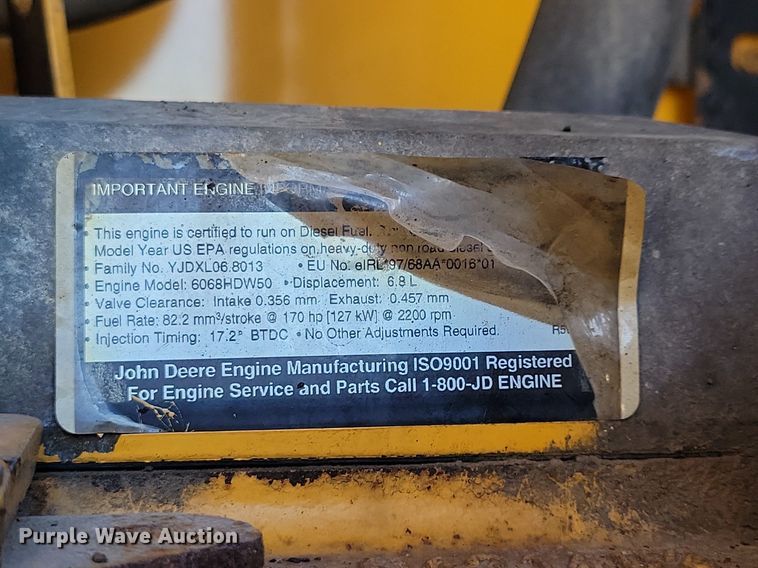 IMPORTANT ENGINE
• This engine is certified to run on Diesel Fuel.
Model Year US EPA regulations on heavy-duty non road diesel
• Family No. YJDXL06.8013 • EU No: eIRL*97/68AA*0016*01
• Engine Model: 6068HDW50 • Displacement: 6.8 L
• Valve Clearance: Intake 0.356 mm Exhaust: 0.457 mm
• Fuel Rate: 82.2 mm³/stroke @ 170 hp [127 kW] @ 2200 rpm
• Injection Timing: 17.2° BTDC • No Other Adjustments Required.
John Deere Engine Manufacturing ISO9001 Registered
For Engine Service and Parts Call 1-800-JD ENGINE
Purple Wave Auction